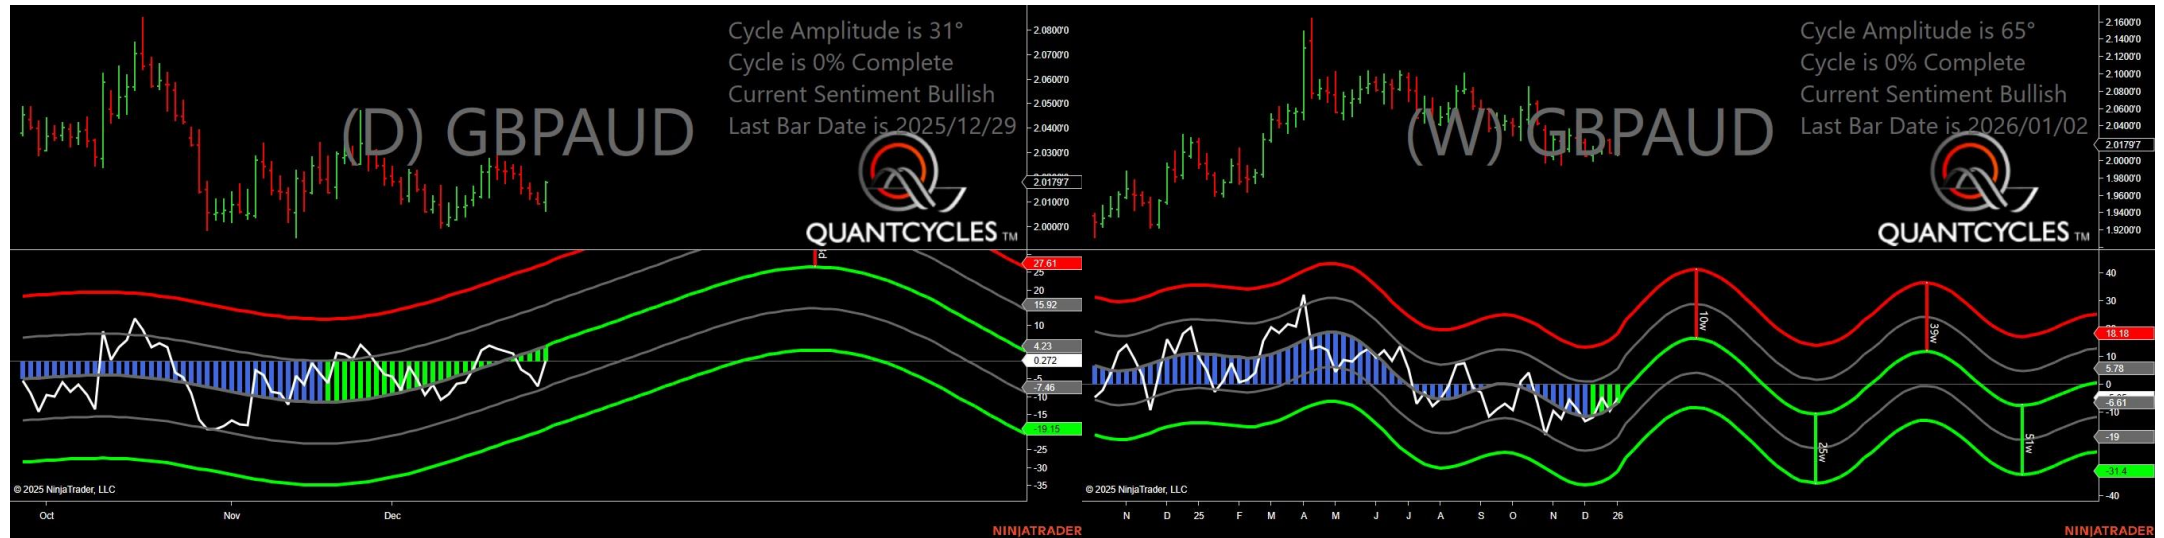 Cycle Amplitude is 31°
Cycle is 0% Complete
Current Sentiment Bullish
Last Bar Date is 2025/12/29
(D) GBPAUD
QUANTCYCLES TM
2.0800'0
2.0700'0
2.0600'0
2.0500'0
2.0400'0
2.0300'0
2.0179'7
2.0100'0
2.0000'0
27.61
25
20
15.92
10
4.23
0.272
-5
-7.46
-10
-15
-19.15
-25
-30
-35
© 2025 NinjaTrader, LLC
Oct Nov Dec
NINJATRADER
Cycle Amplitude is 65°
Cycle is 0% Complete
Current Sentiment Bullish
Last Bar Date is 2026/01/02
(W) GBPAUD
QUANTCYCLES TM
2.1600'0
2.1400'0
2.1200'0
2.1000'0
2.0800'0
2.0600'0
2.0400'0
2.0179'7
2.0000'0
1.9800'0
1.9600'0
1.9400'0
1.9200'0
10w
39w
25w
51w
40
30
18.18
10
5.78
0
-6.61
-10
-19
-31.4
-40
© 2025 NinjaTrader, LLC
N D 25 F M A M J J A S O N D 26
NINJATRADER